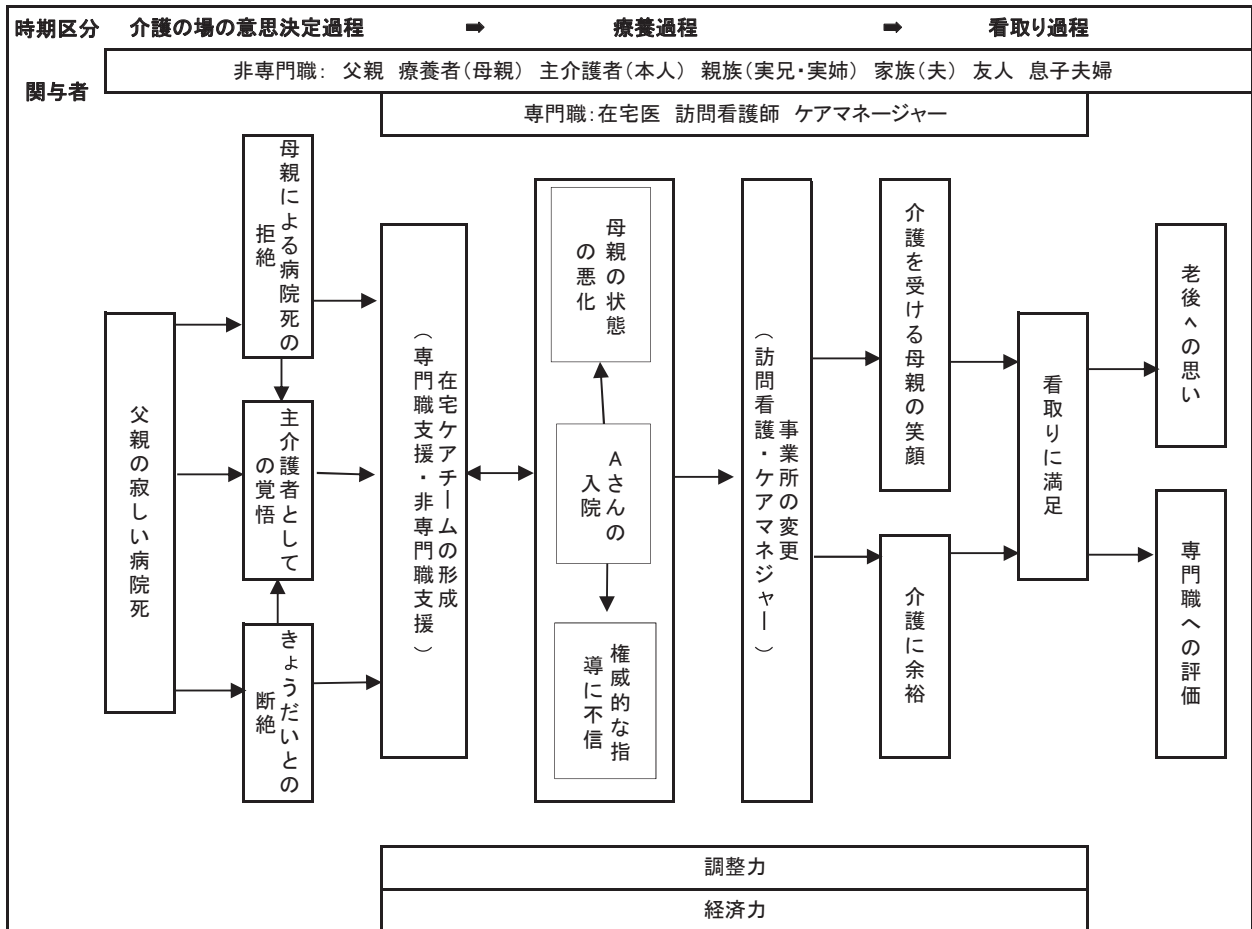 時期区分 介護の場の意思決定過程 ➡ 療養過程 ➡ 看取り過程
関与者
非専門職： 父親 療養者（母親） 主介護者（本人） 親族（実兄・実姉） 家族（夫） 友人 息子夫婦
専門職：在宅医 訪問看護師 ケアマネージャー
父親の寂しい病院死
母親による病院死の
拒絶
主介護者として
の覚悟
きょうだいとの
断絶
在宅ケアチームの形成
（専門職支援・非専門職支援）
母親の状態
の悪化
Aさんの
入院
権威的な指
導に不信
事業所の変更
（訪問看護・ケアマネジャー）
介護を受ける母親の笑顔
介護に余裕
看取りに満足
老後への思い
専門職への評価
調整力
経済力